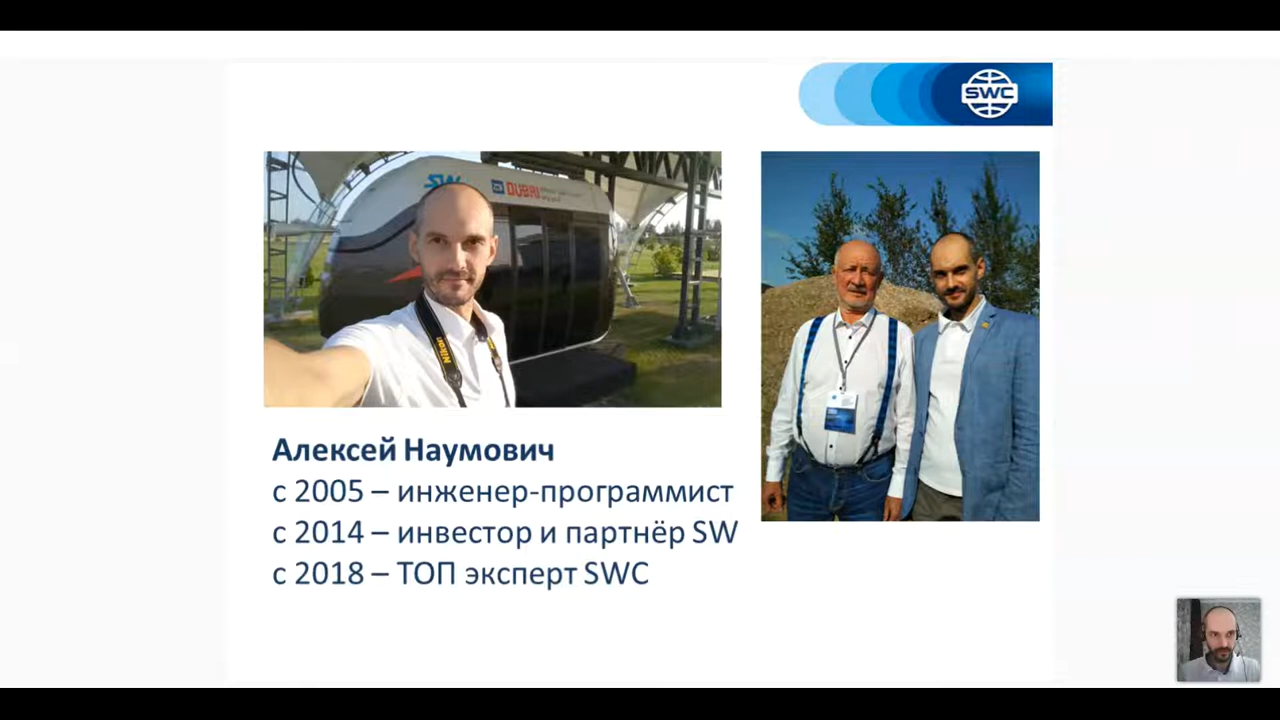 SWC
SW
DUBAI
Nikon
Алексей Наумович
с 2005 – инженер-программист
с 2014 – инвестор и партнёр SW
с 2018 – ТОП эксперт SWC